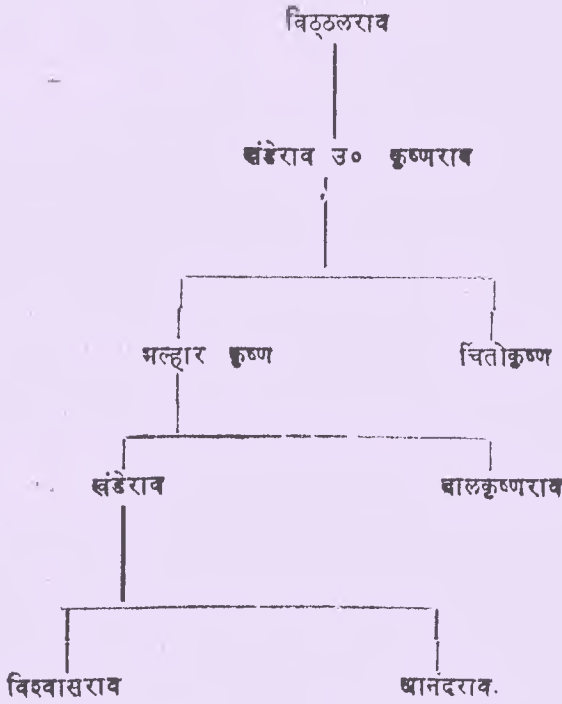 विठ्ठलराव
खंडेराव उ० कृष्णराव
मल्हार कृष्ण चिंतोकृष्ण
खंडेराव बालकृष्णराव
विश्वासराव आनंदराव.